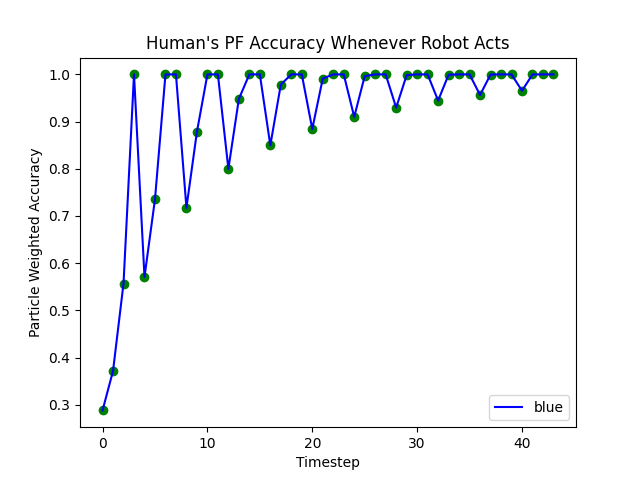 Human's PF Accuracy Whenever Robot Acts
Particle Weighted Accuracy
1.0
0.9
0.8
0.7
0.6
0.5
0.4
0.3
blue
0 10 20 30 40
Timestep